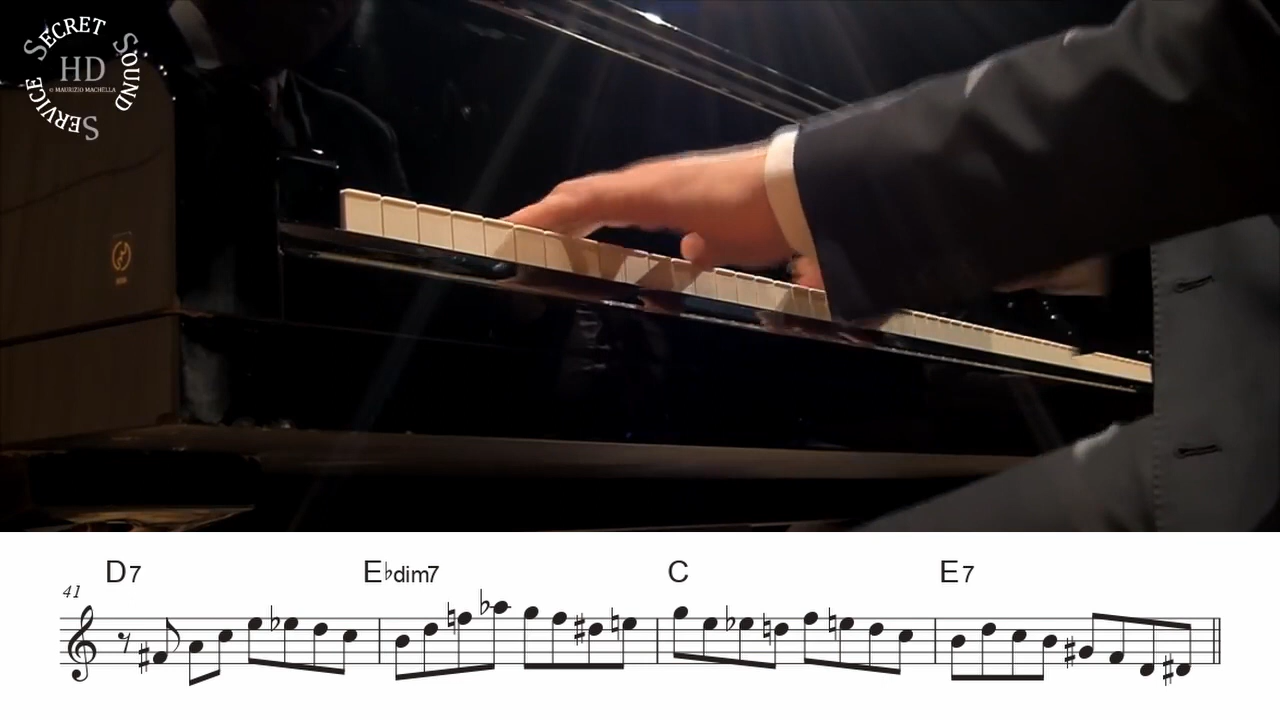 SECRET
SOUND
SERVICE
HD
© MAURIZIO MACHELLA
D7 E♭dim7 C E7
41